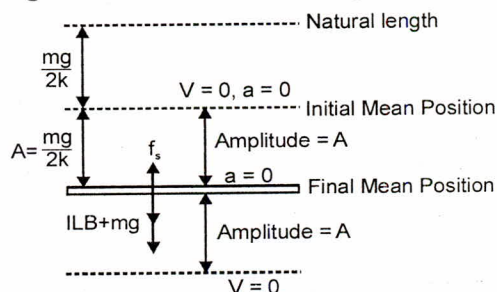 Natural length
mg
2k
V = 0, a = 0
Initial Mean Position
A= mg
2k
fs
Amplitude = A
a = 0
Final Mean Position
ILB+mg
Amplitude = A
V = 0